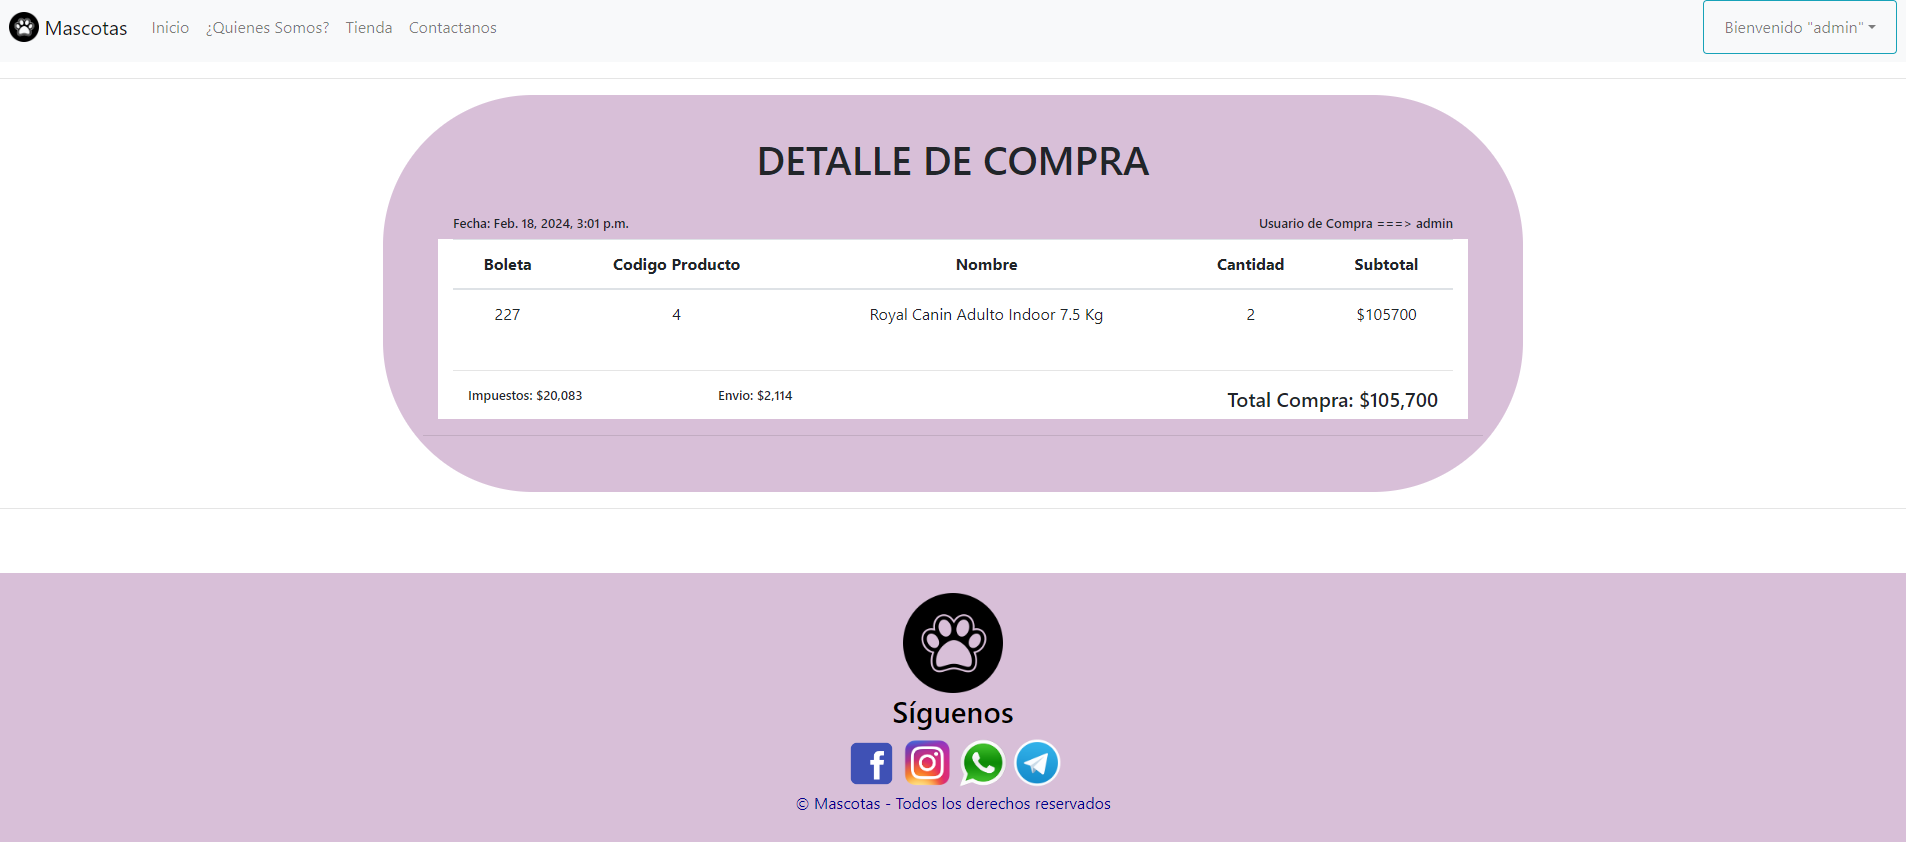 Mascotas Inicio ¿Quienes Somos? Tienda Contactanos Bienvenido "admin"
DETALLE DE COMPRA
Fecha: Feb. 18, 2024, 3:01 p.m. Usuario de Compra ===> admin
Boleta Codigo Producto Nombre Cantidad Subtotal
227 4 Royal Canin Adulto Indoor 7.5 Kg 2 $105700
Impuestos: $20,083 Envio: $2,114 Total Compra: $105,700
Síguenos
© Mascotas - Todos los derechos reservados